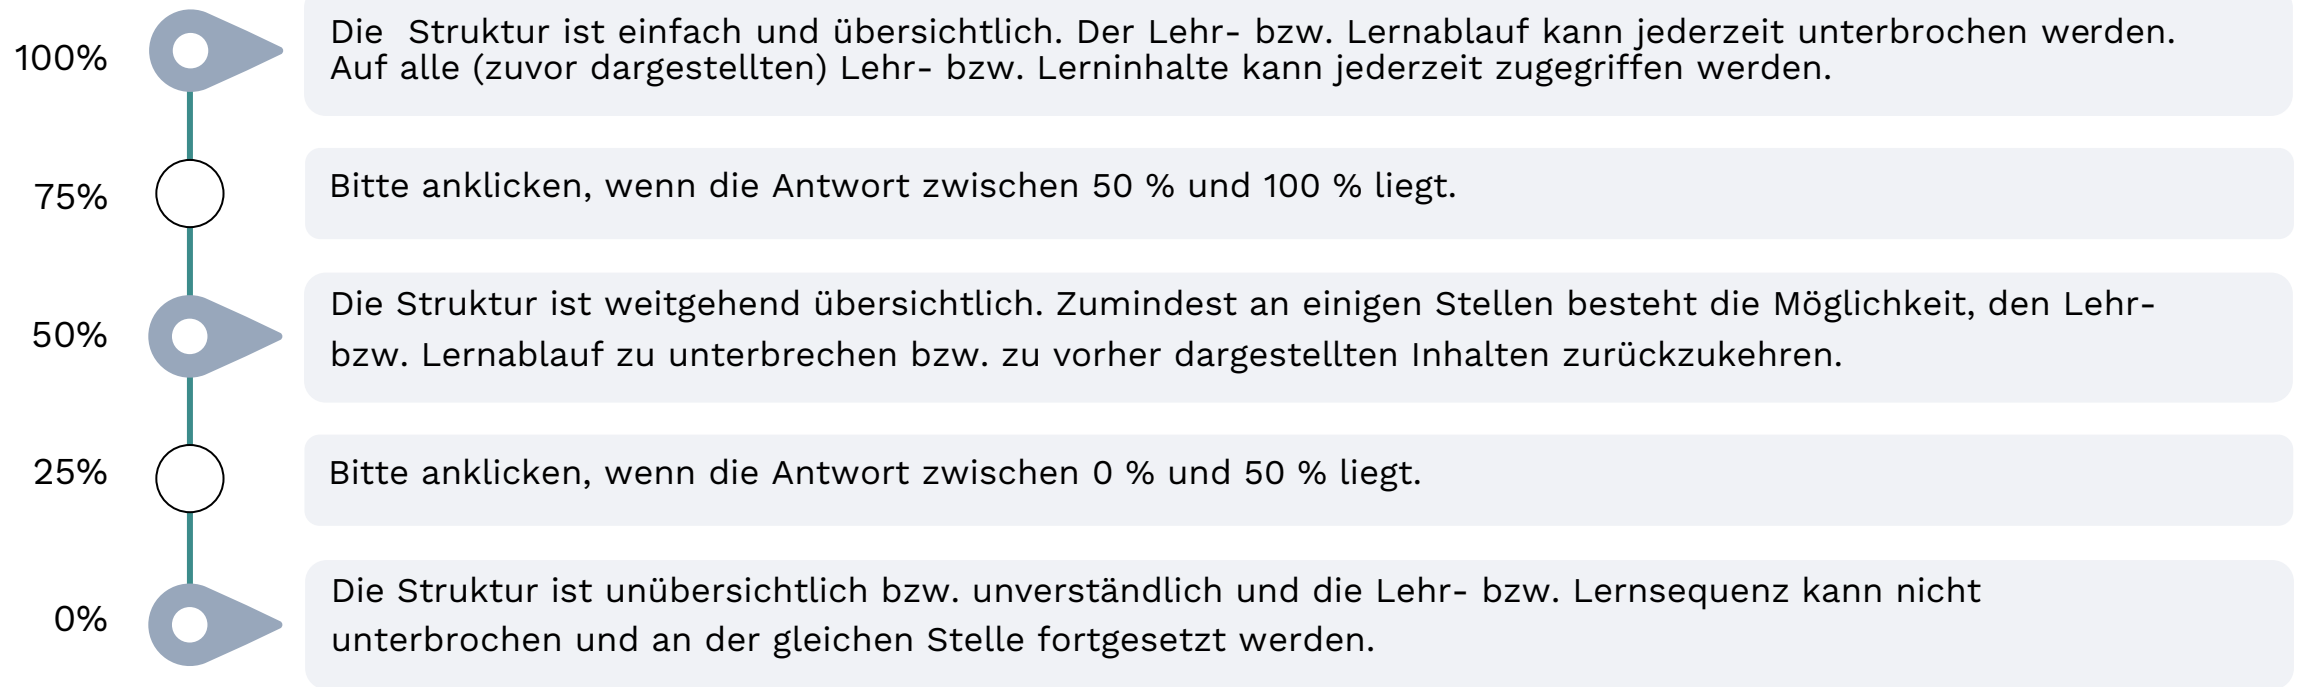 100%
Die Struktur ist einfach und übersichtlich. Der Lehr- bzw. Lernablauf kann jederzeit unterbrochen werden.
Auf alle (zuvor dargestellten) Lehr- bzw. Lerninhalte kann jederzeit zugegriffen werden.
75%
Bitte anklicken, wenn die Antwort zwischen 50 % und 100 % liegt.
50%
Die Struktur ist weitgehend übersichtlich. Zumindest an einigen Stellen besteht die Möglichkeit, den Lehr-
bzw. Lernablauf zu unterbrechen bzw. zu vorher dargestellten Inhalten zurückzukehren.
25%
Bitte anklicken, wenn die Antwort zwischen 0 % und 50 % liegt.
0%
Die Struktur ist unübersichtlich bzw. unverständlich und die Lehr- bzw. Lernsequenz kann nicht
unterbrochen und an der gleichen Stelle fortgesetzt werden.